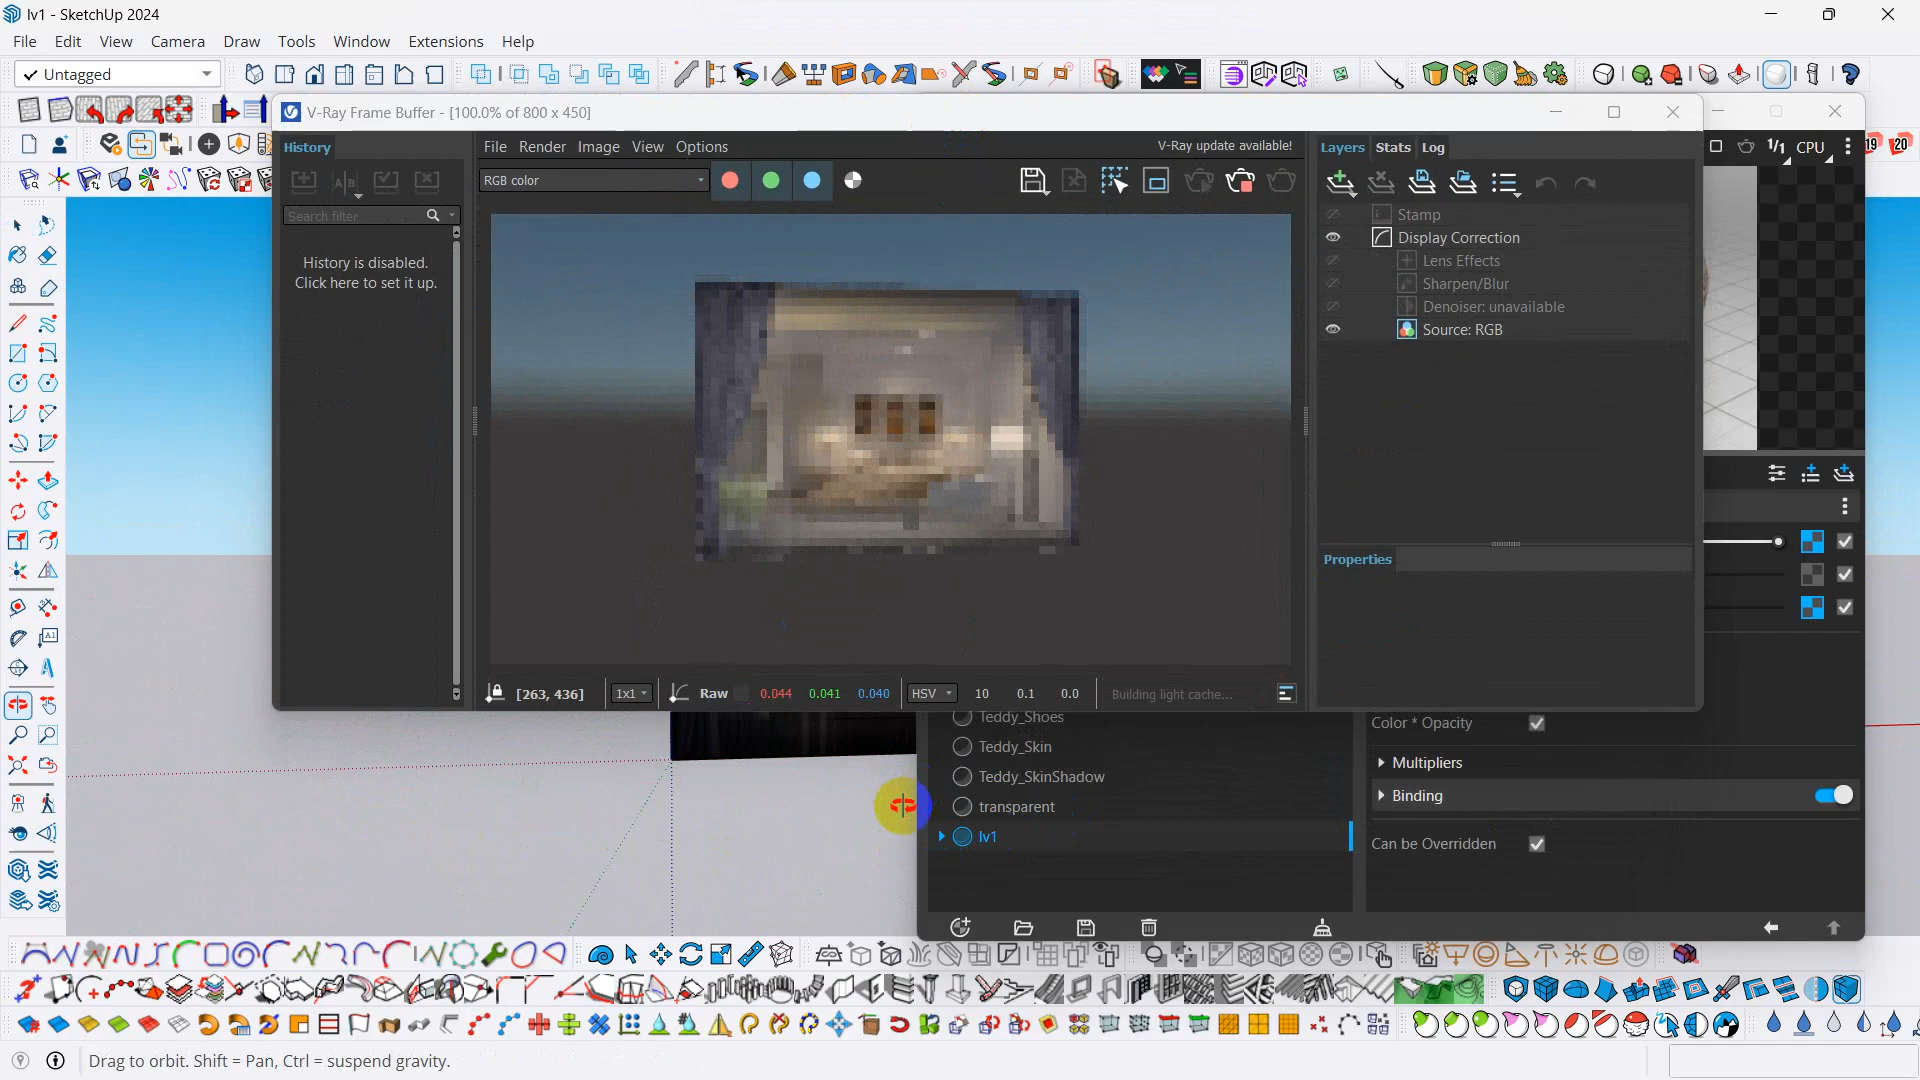 lv1 - SketchUp 2024
File Edit View Camera Draw Tools Window Extensions Help
Untagged
V-Ray Frame Buffer - [100.0% of 800 x 450]
History
File Render Image View Options
V-Ray update available!
Layers Stats Log
1/1 CPU
19 20
RGB color
Search filter
History is disabled.
Click here to set it up.
Stamp
Display Correction
Lens Effects
Sharpen/Blur
Denoiser: unavailable
Source: RGB
Properties
[263, 436]
1x1
Raw
0.044 0.041 0.040
HSV
10 0.1 0.0
Building light cache...
Teddy_Shoes
Teddy_Skin
Teddy_SkinShadow
transparent
lv1
Color * Opacity
Multipliers
Binding
Can be Overridden
Drag to orbit. Shift = Pan, Ctrl = suspend gravity.